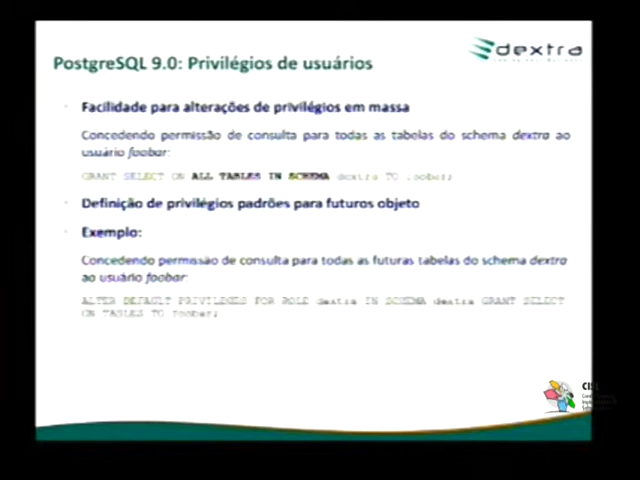 dextra
PostgreSQL 9.0: Privilégios de usuários
Facilidade para alterações de privilégios em massa
Concedendo permissão de consulta para todas as tabelas do schema dextra ao
usuário foobar:
GRANT SELECT ON ALL TABLES IN SCHEMA dextra TO foobar;
Definição de privilégios padrões para futuros objeto
Exemplo:
Concedendo permissão de consulta para todas as futuras tabelas do schema dextra
ao usuário foobar:
ALTER DEFAULT PRIVILEGES FOR ROLE dextra IN SCHEMA dextra GRANT SELECT
ON TABLES TO foobar;